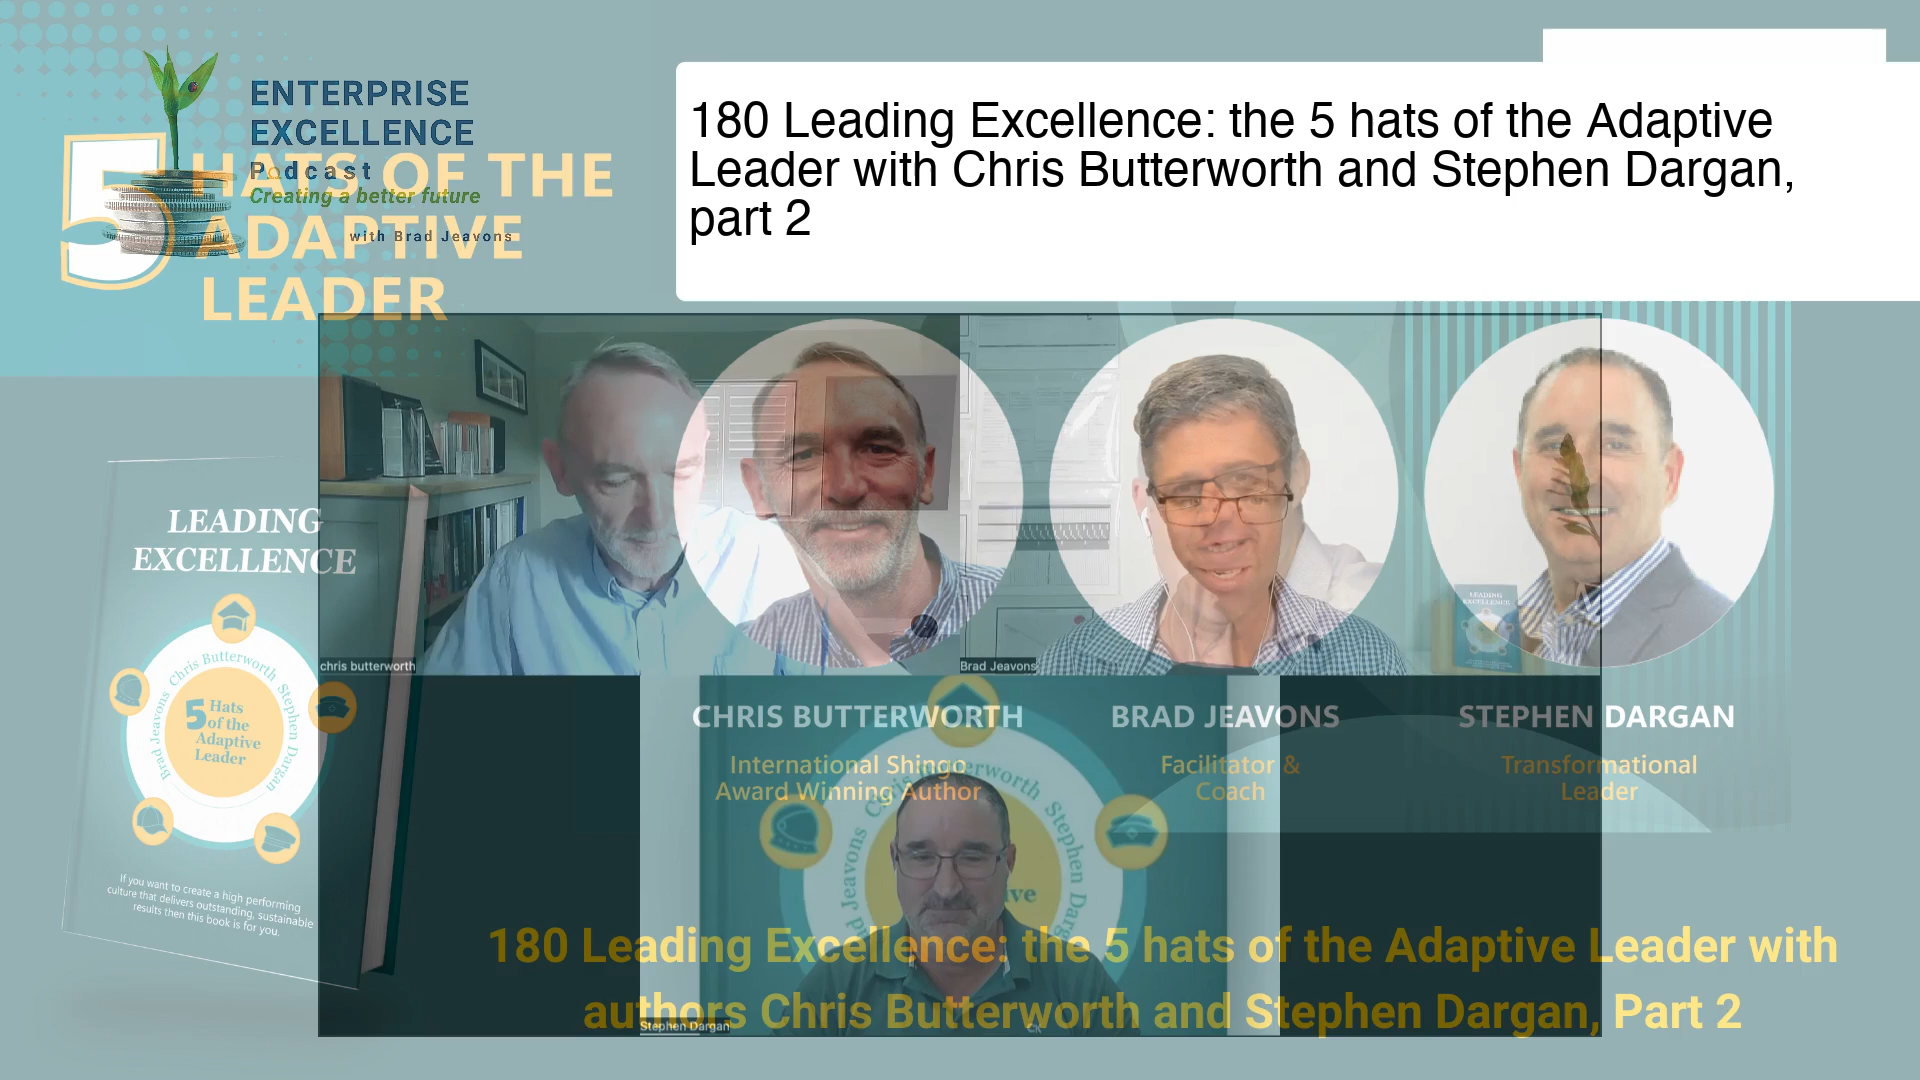 ENTERPRISE
EXCELLENCE
Podcast
Creating a better future
with Brad Jeavons
5 HATS OF THE
ADAPTIVE
LEADER
180 Leading Excellence: the 5 hats of the Adaptive
Leader with Chris Butterworth and Stephen Dargan,
part 2
LEADING
EXCELLENCE
Brad Jeavons Chris Butterworth Stephen Dargan
5 Hats
of the
Adaptive
Leader
If you want to create a high performing
culture that delivers outstanding, sustainable
results then this book is for you.
chris butterworth
Brad Jeavons
LEADING
EXCELLENCE
CHRIS BUTTERWORTH
International Shingo
Award Winning Author
BRAD JEAVONS
Facilitator &
Coach
STEPHEN DARGAN
Transformational
Leader
Stephen Dargan
180 Leading Excellence: the 5 hats of the Adaptive Leader with
authors Chris Butterworth and Stephen Dargan, Part 2